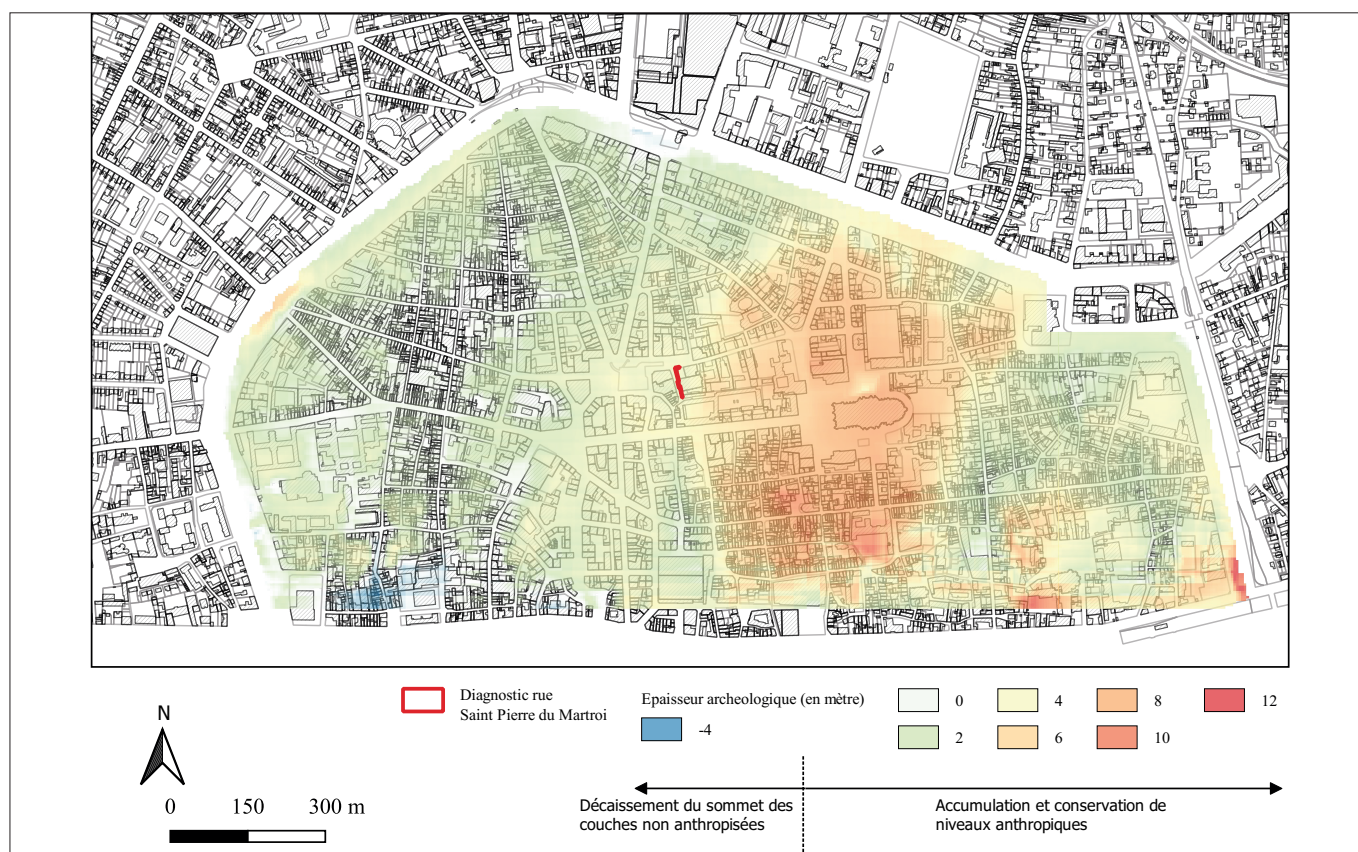 Diagnostic rue
Saint Pierre du Martroi
Epaisseur archeologique (en mètre)
-4
0
4
8
12
2
6
10
N
0 150 300 m
Décaissement du sommet des
couches non anthropisées
Accumulation et conservation de
niveaux anthropiques